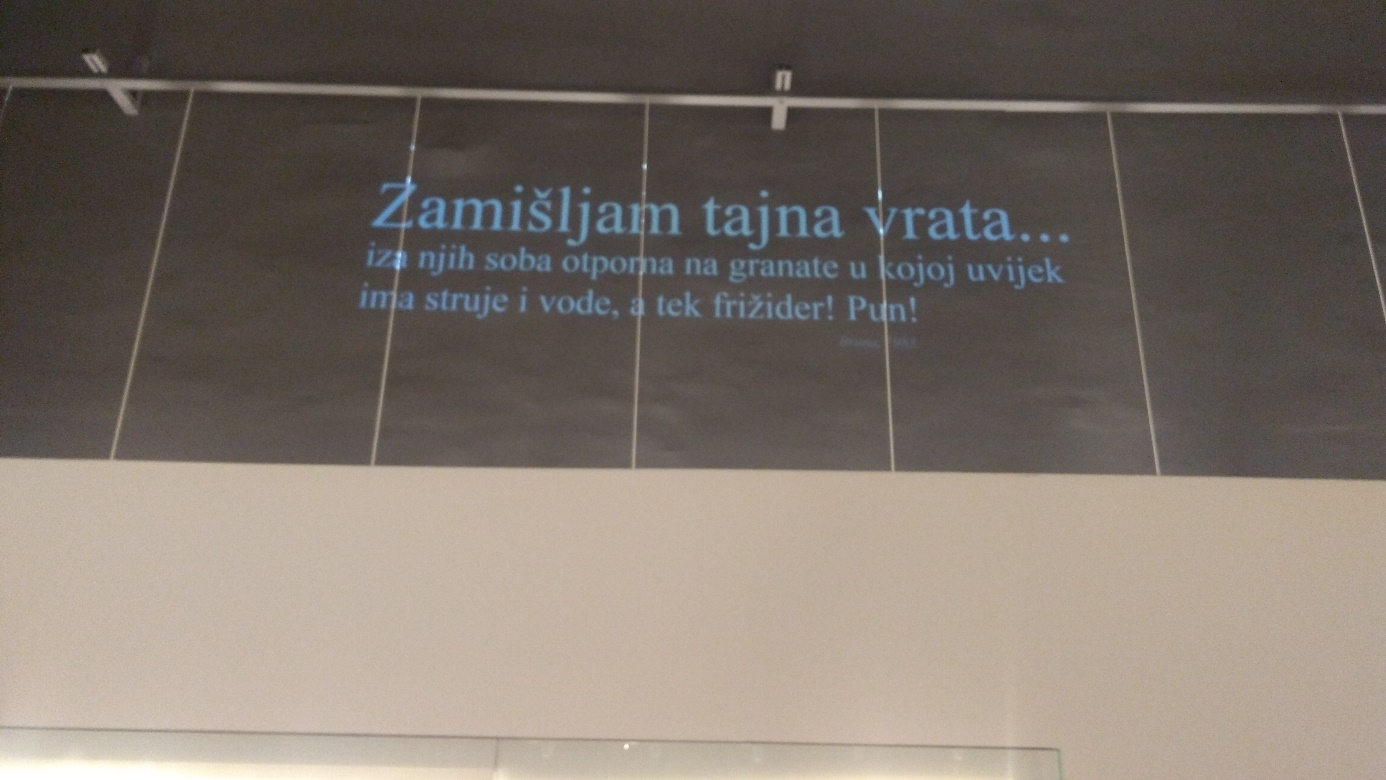 Zamišljam tajna vrata...
iza njih soba otporna na granate u kojoj uvijek
ima struje i vode, a tek frižider! Pun!